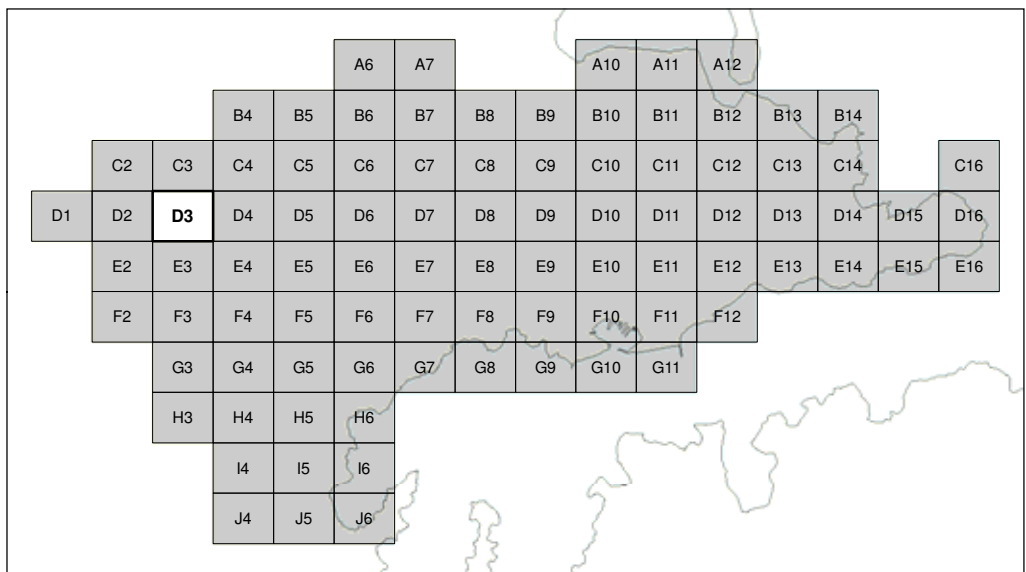 A6 A7 A10 A11 A12
B4 B5 B6 B7 B8 B9 B10 B11 B12 B13 B14
C2 C3 C4 C5 C6 C7 C8 C9 C10 C11 C12 C13 C14 C16
D1 D2 D3 D4 D5 D6 D7 D8 D9 D10 D11 D12 D13 D14 D15 D16
E2 E3 E4 E5 E6 E7 E8 E9 E10 E11 E12 E13 E14 E15 E16
F2 F3 F4 F5 F6 F7 F8 F9 F10 F11 F12
G3 G4 G5 G6 G7 G8 G9 G10 G11
H3 H4 H5 H6
I4 I5 I6
J4 J5 J6